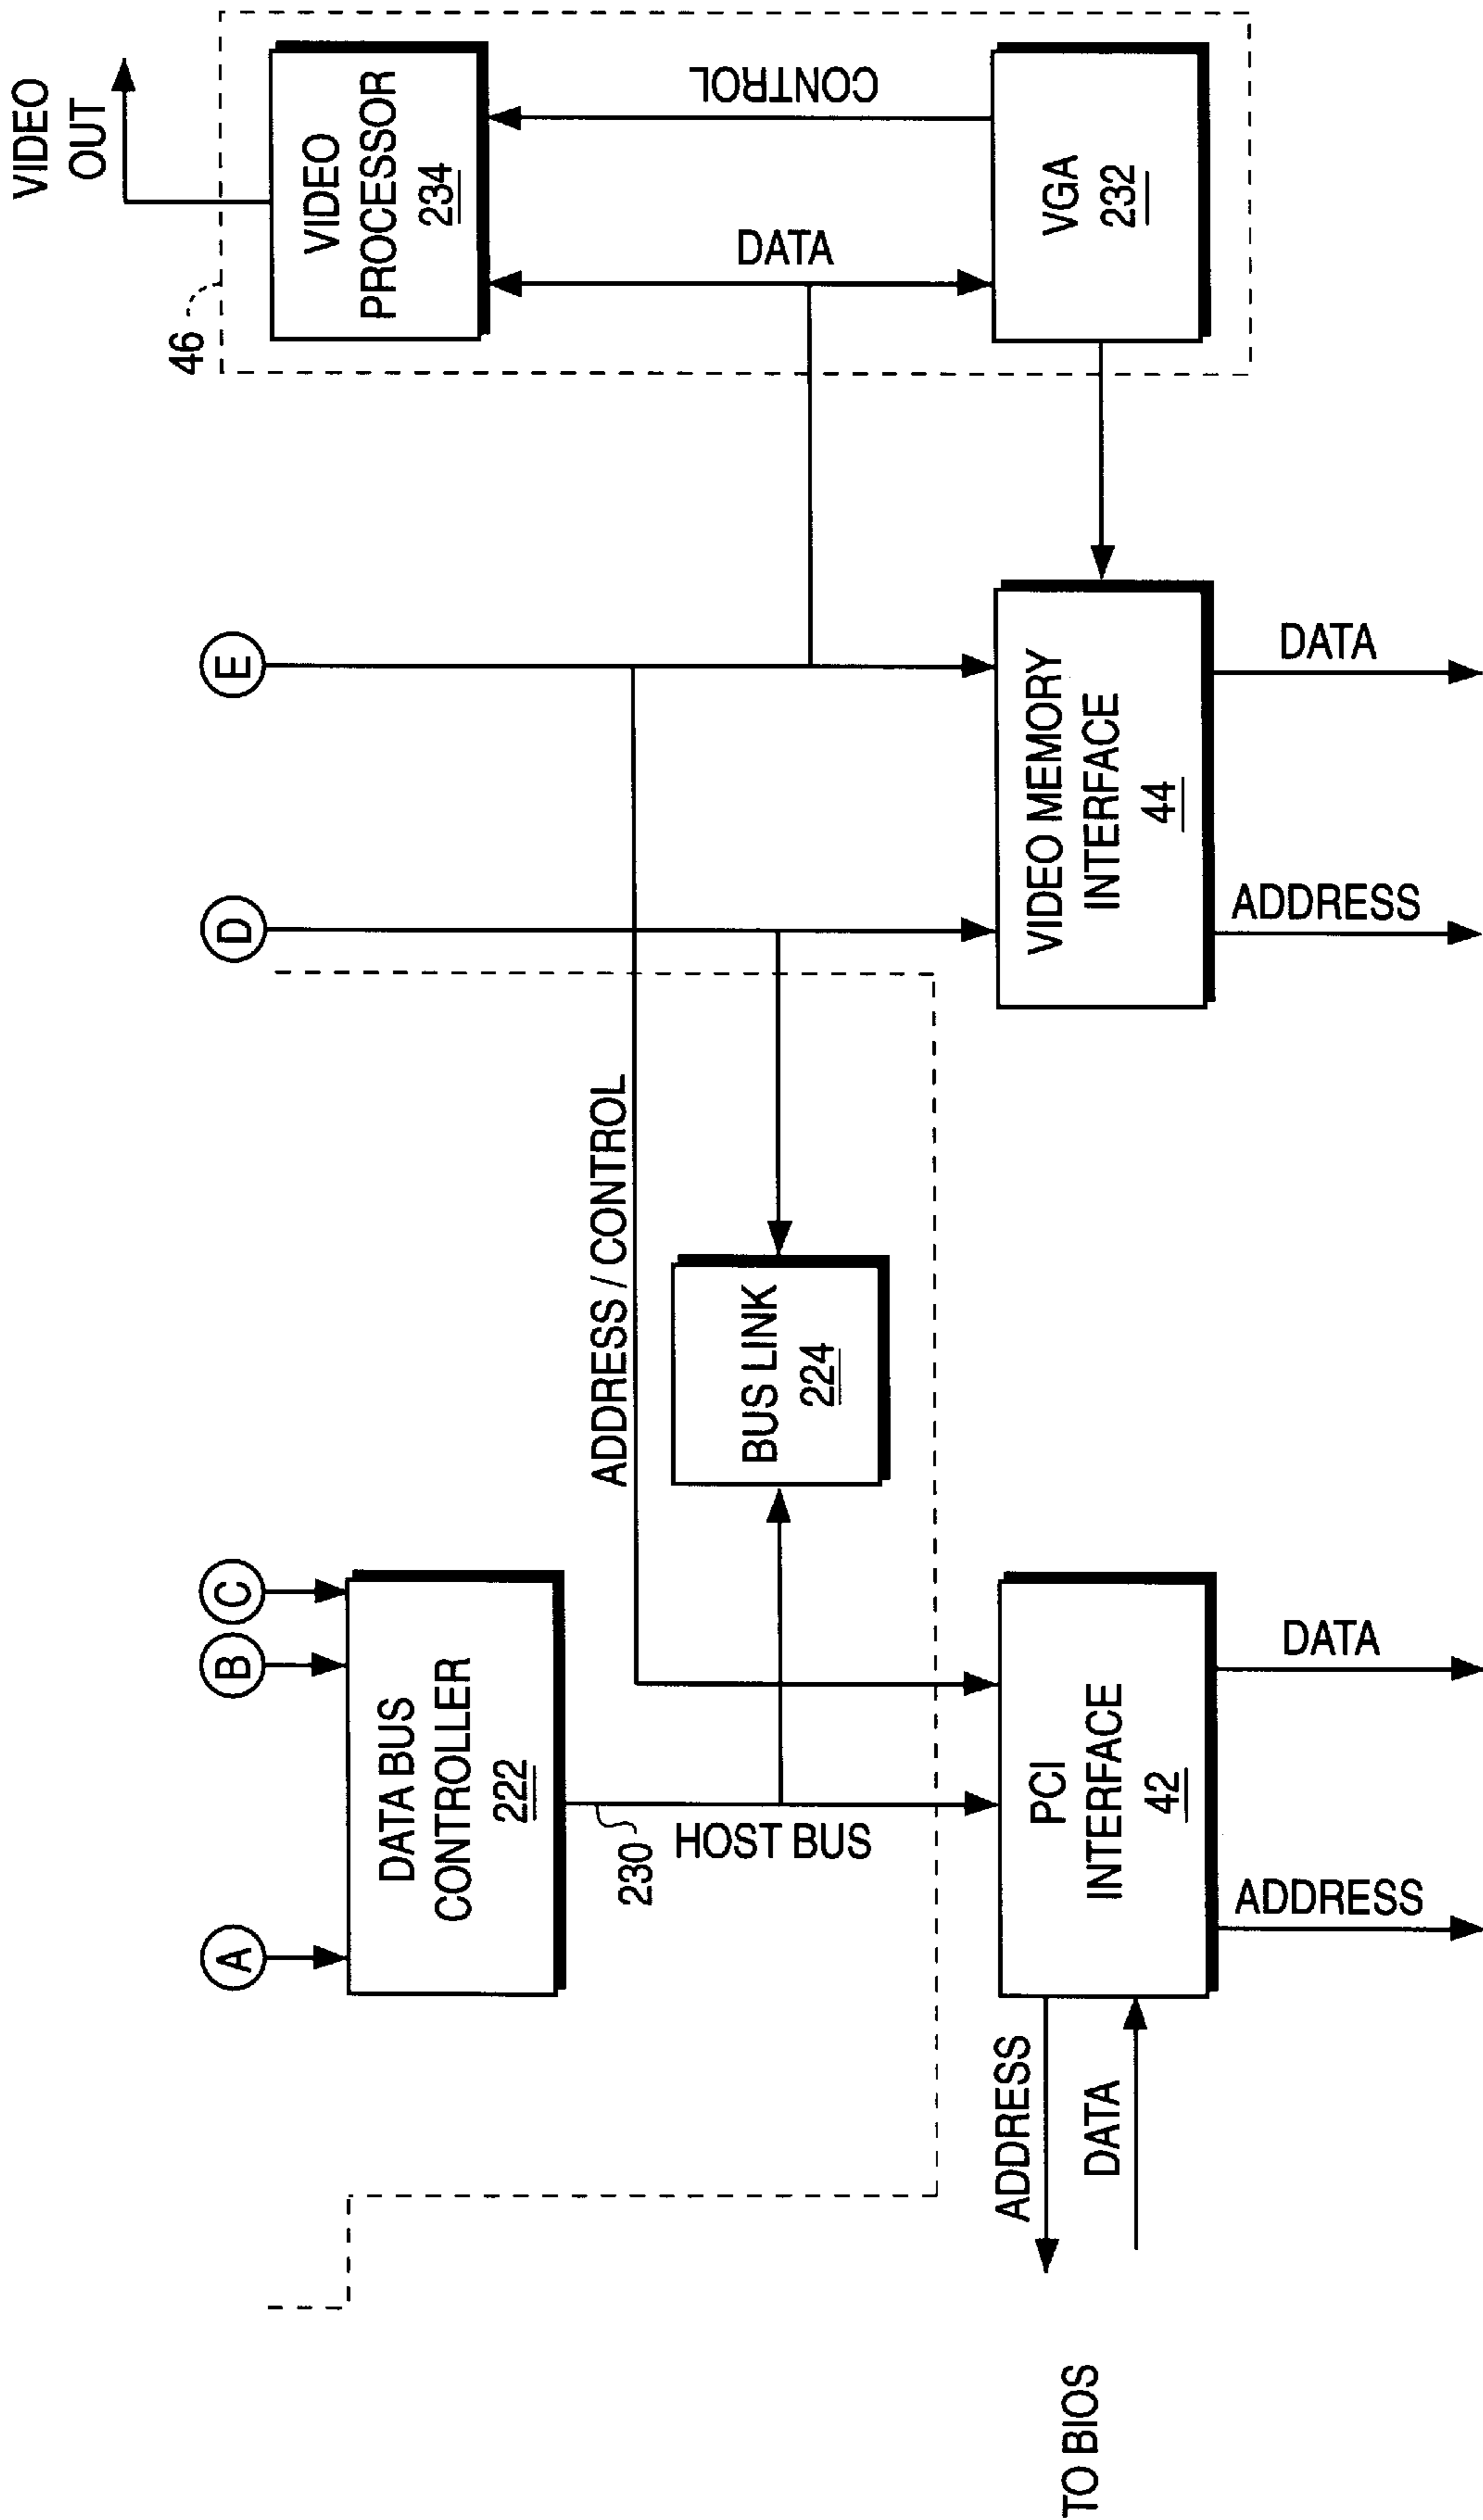 VIDEO
OUT
46
VIDEO
PROCESSOR
234
CONTROL
DATA
VGA
232
E
D
ADDRESS / CONTROL
VIDEO MEMORY
INTERFACE
44
DATA
ADDRESS
BUS LINK
224
C
B
A
DATA BUS
CONTROLLER
222
230
HOST BUS
PCI
INTERFACE
42
DATA
ADDRESS
ADDRESS
DATA
TO BIOS